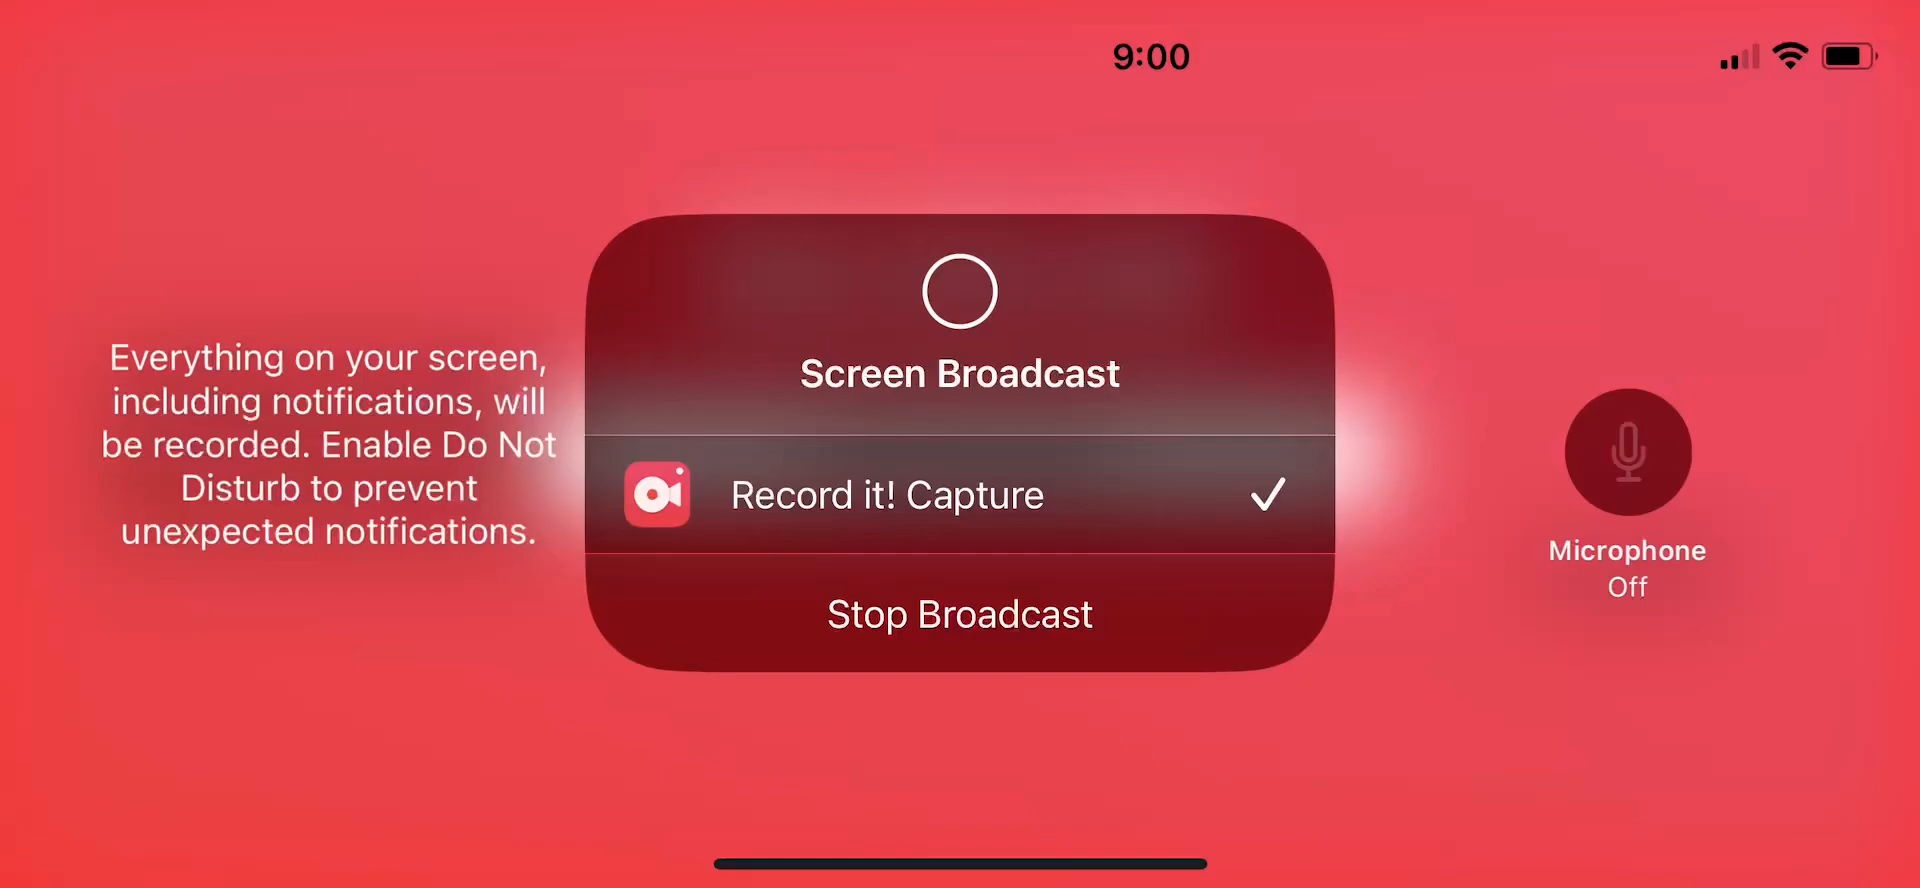 9:00
Everything on your screen,
including notifications, will
be recorded. Enable Do Not
Disturb to prevent
unexpected notifications.
Screen Broadcast
Record it! Capture
Stop Broadcast
Microphone
Off